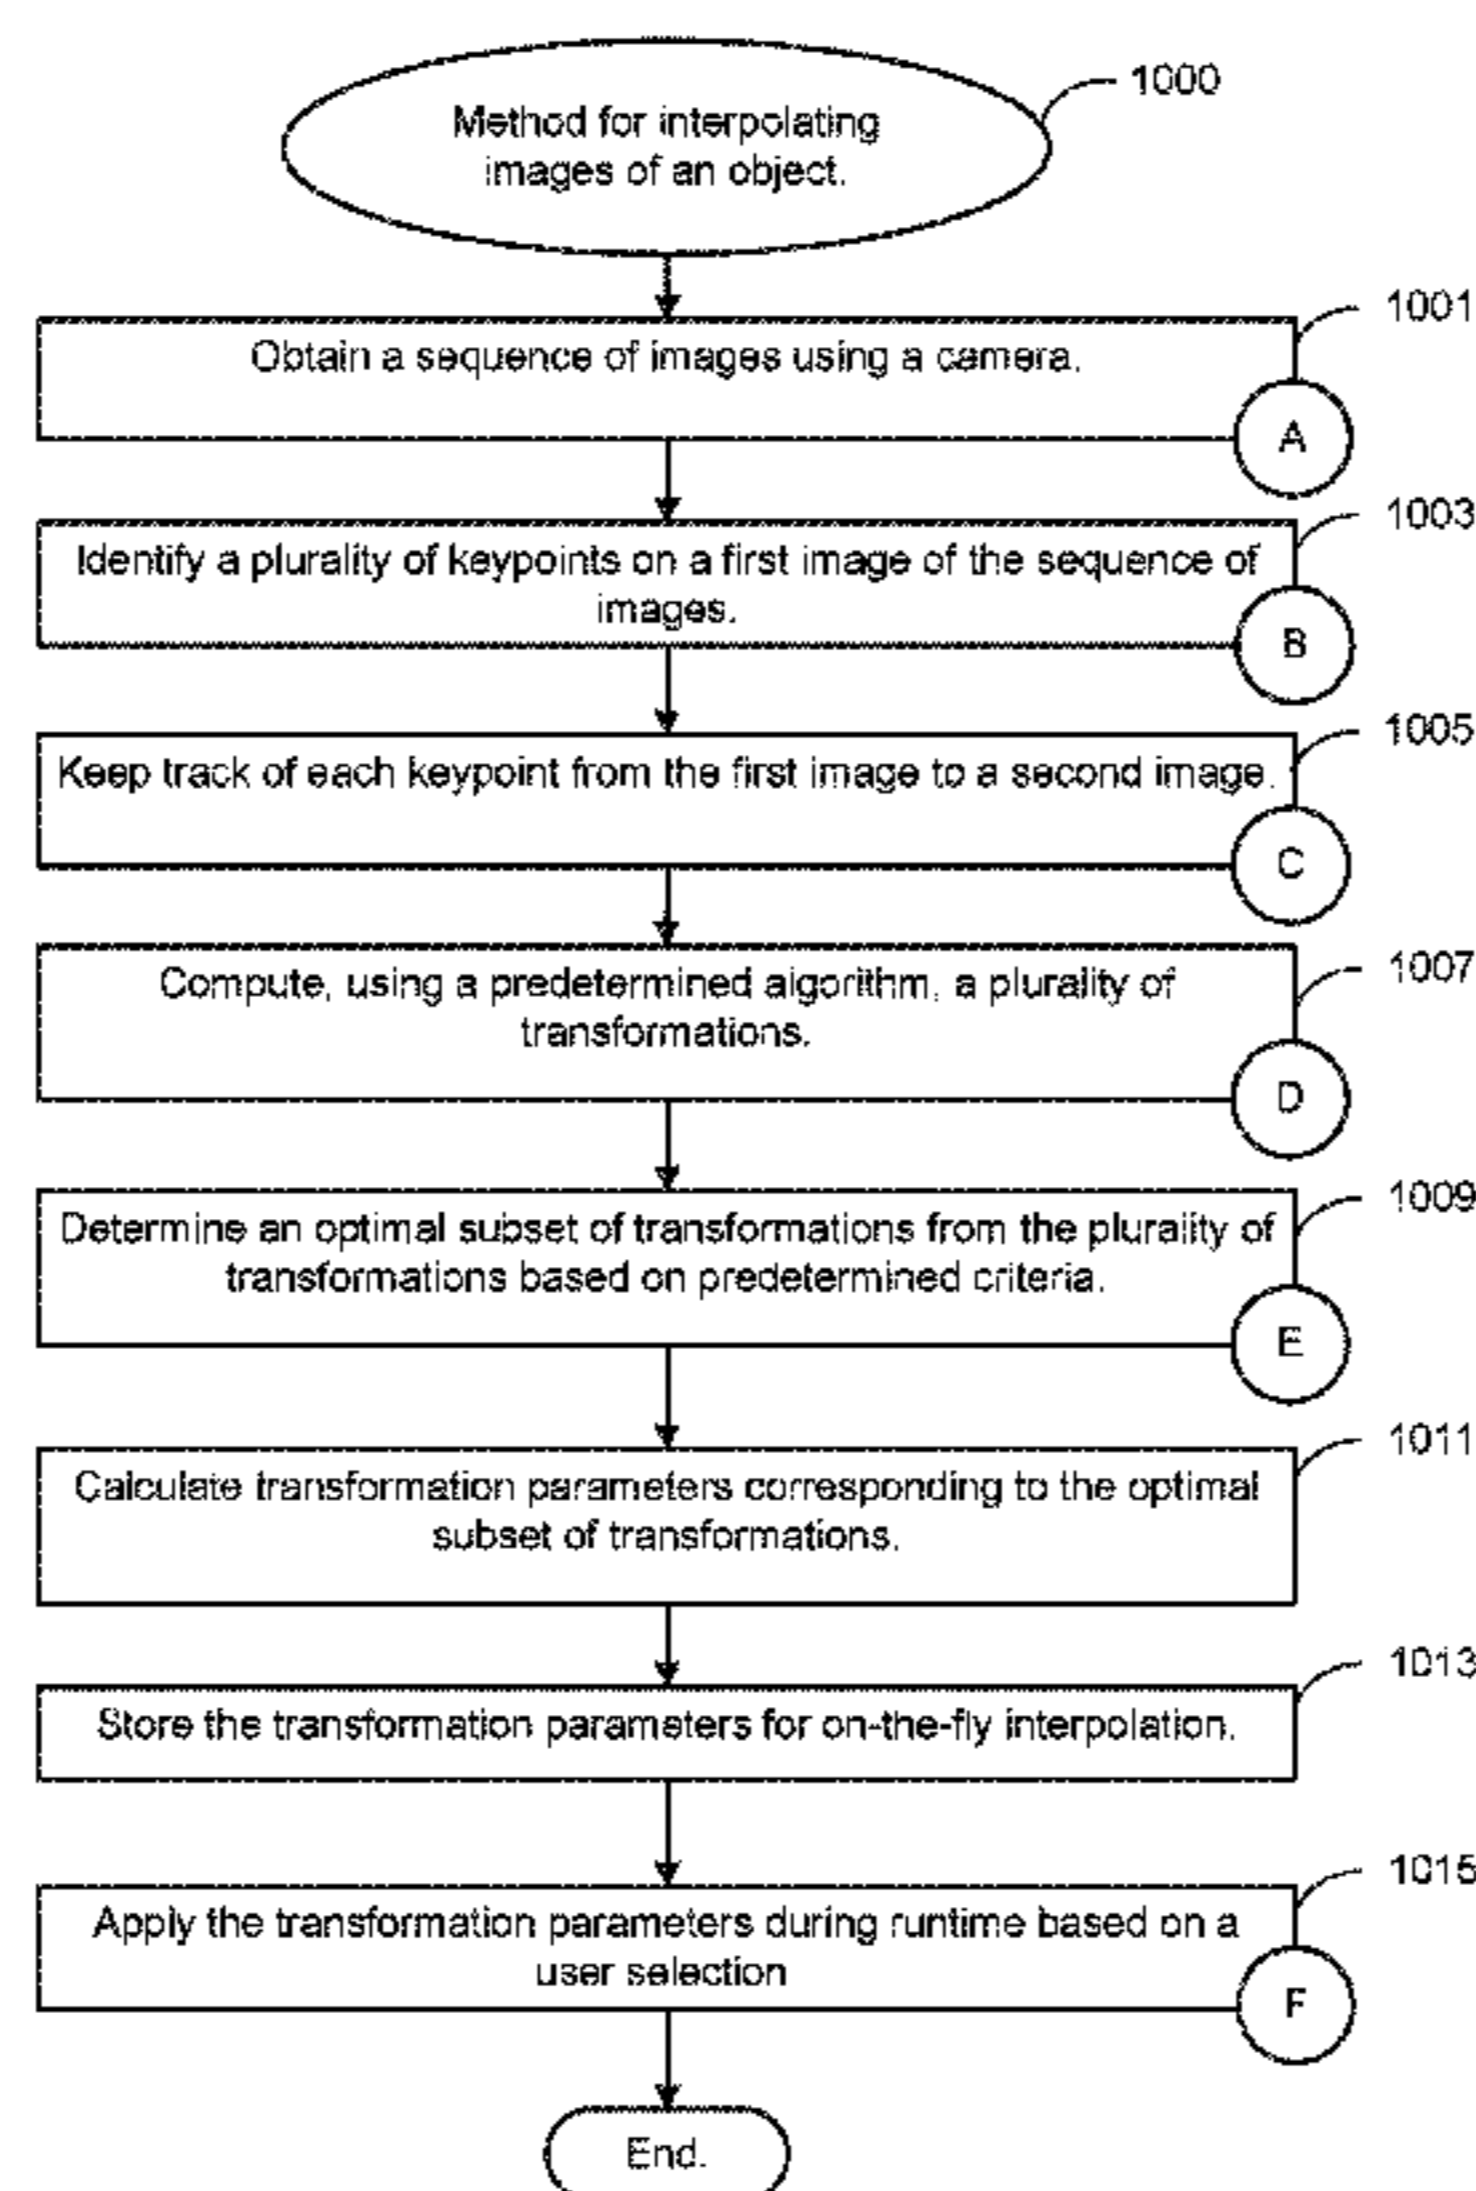 Method for interpolating
images of an object.
1000
Obtain a sequence of images using a camera.
1001
A
Identify a plurality of keypoints on a first image of the sequence of
images.
1003
B
Keep track of each keypoint from the first image to a second image.
1005
C
Compute, using a predetermined algorithm, a plurality of
transformations.
1007
D
Determine an optimal subset of transformations from the plurality of
transformations based on predetermined criteria.
1009
E
Calculate transformation parameters corresponding to the optimal
subset of transformations.
1011
Store the transformation parameters for on-the-fly interpolation.
1013
Apply the transformation parameters during runtime based on a
user selection
1015
F
End.